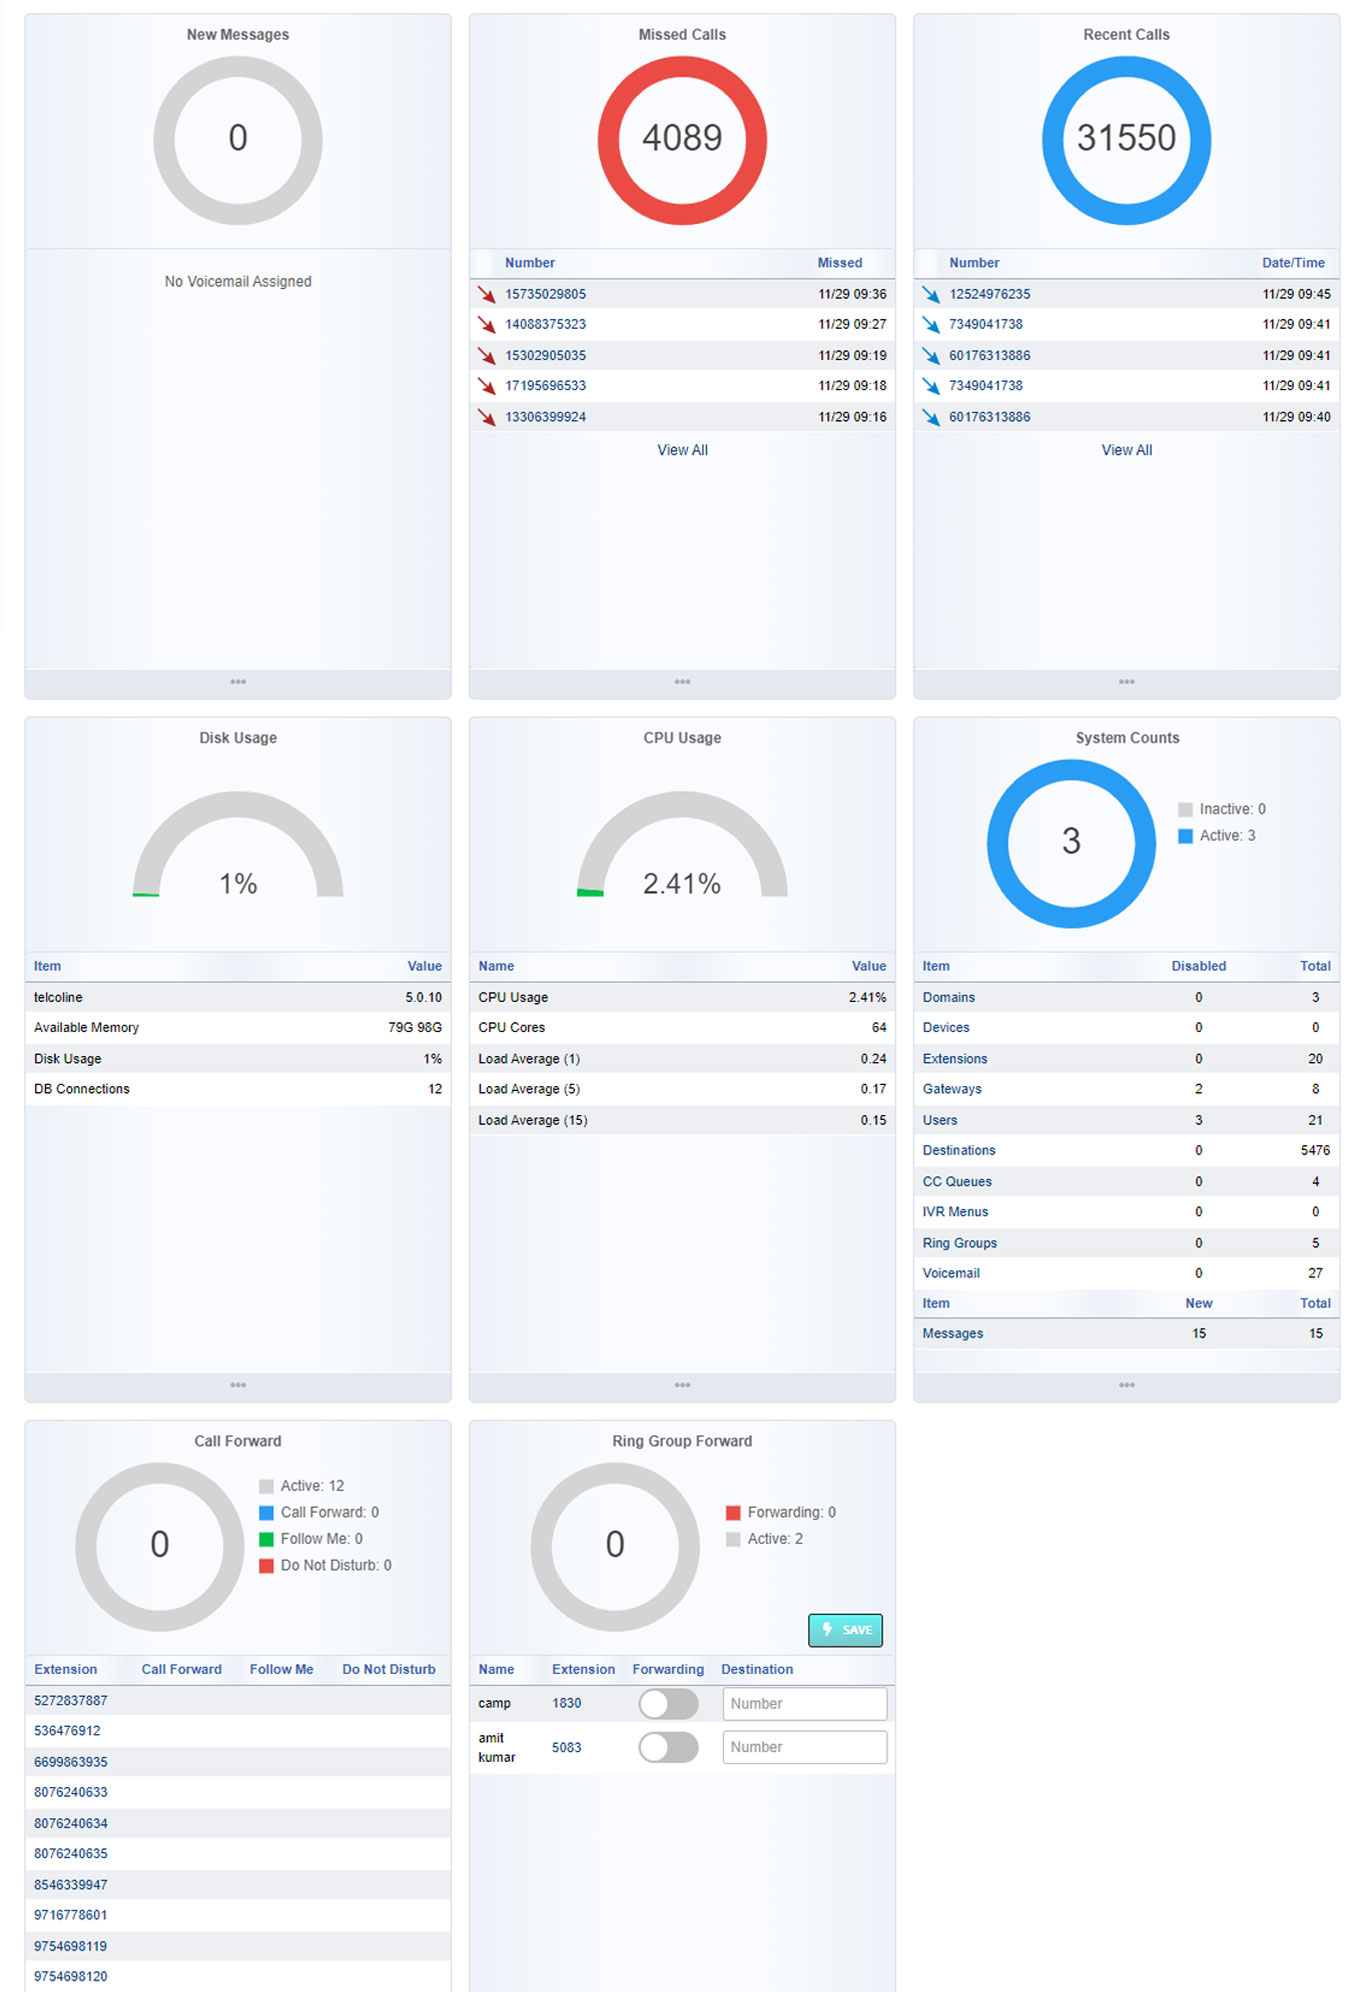 New Messages
0
No Voicemail Assigned
Missed Calls
4089
Number Missed
15735029805 11/29 09:36
14088375323 11/29 09:27
15302905035 11/29 09:19
17195696533 11/29 09:18
13306399924 11/29 09:16
View All
Recent Calls
31550
Number Date/Time
12524976235 11/29 09:45
7349041738 11/29 09:41
60176313886 11/29 09:41
7349041738 11/29 09:41
60176313886 11/29 09:40
View All
Disk Usage
1%
Item Value
telcoline 5.0.10
Available Memory 79G 98G
Disk Usage 1%
DB Connections 12
CPU Usage
2.41%
Name Value
CPU Usage 2.41%
CPU Cores 64
Load Average (1) 0.24
Load Average (5) 0.17
Load Average (15) 0.15
System Counts
3
Inactive: 0
Active: 3
Item Disabled Total
Domains 0 3
Devices 0 0
Extensions 0 20
Gateways 2 8
Users 3 21
Destinations 0 5476
CC Queues 0 4
IVR Menus 0 0
Ring Groups 0 5
Voicemail 0 27
Item New Total
Messages 15 15
Call Forward
0
Active: 12
Call Forward: 0
Follow Me: 0
Do Not Disturb: 0
Extension Call Forward Follow Me Do Not Disturb
5272837887
536476912
6699863935
8076240633
8076240634
8076240635
8546339947
9716778601
9754698119
9754698120
Ring Group Forward
0
Forwarding: 0
Active: 2
SAVE
Name Extension Forwarding Destination
camp 1830 Number
amit
kumar 5083 Number